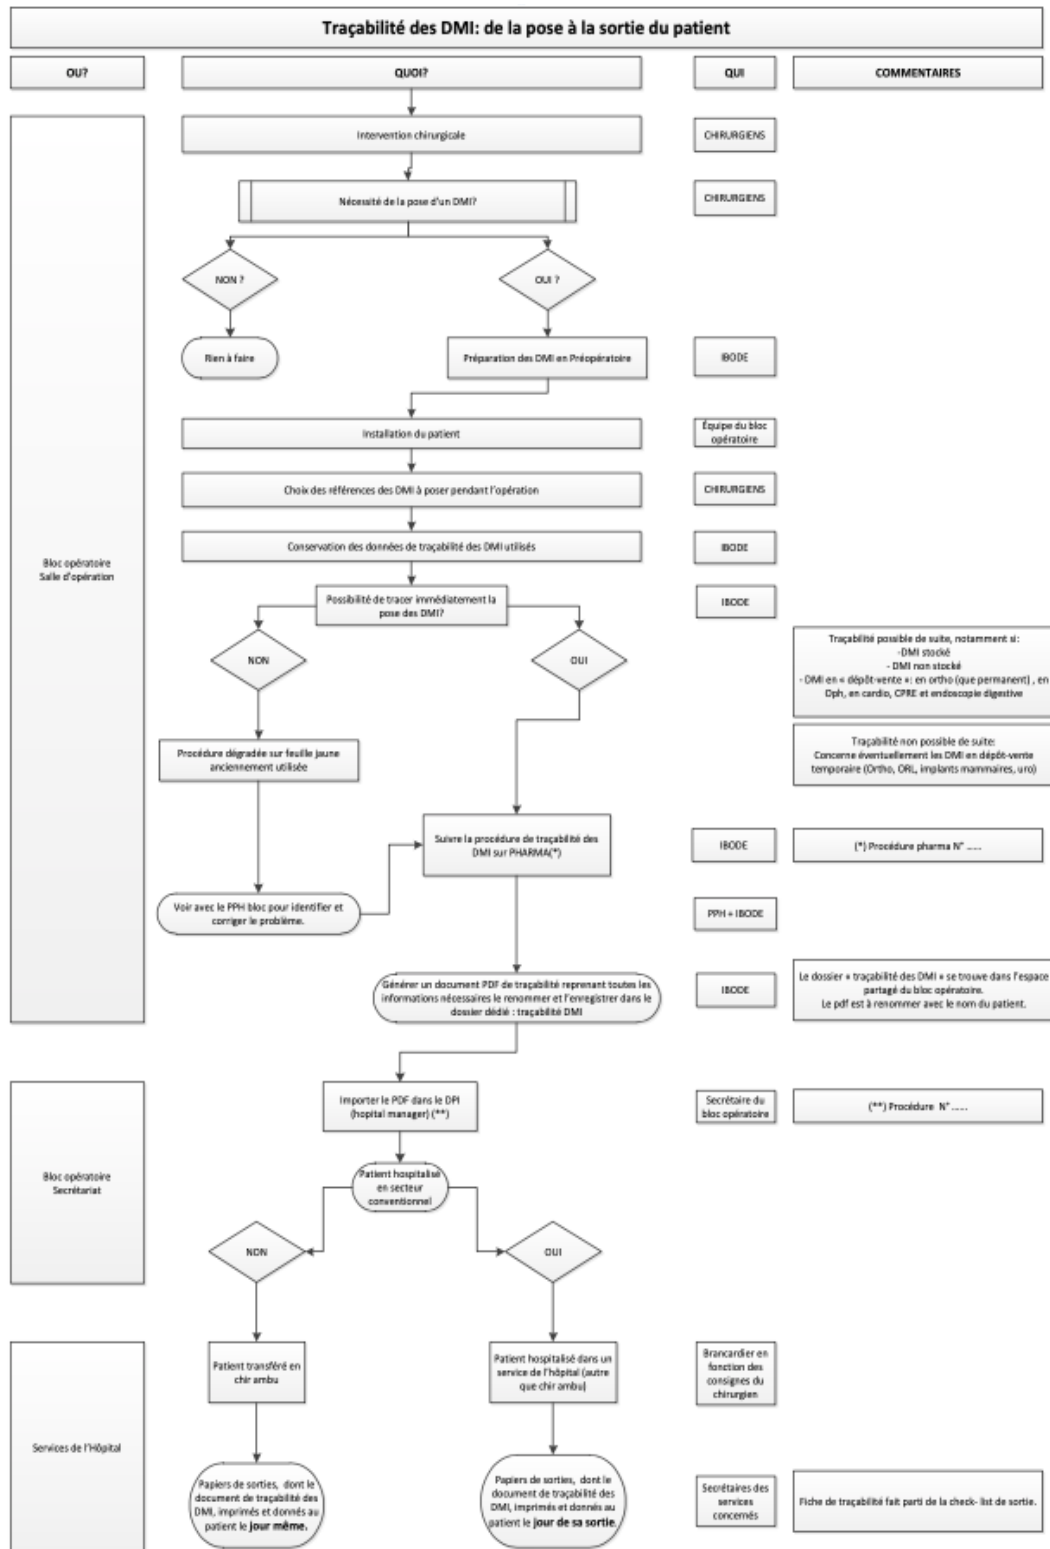 Traçabilité des DMI: de la pose à la sortie du patient
OU?
QUOI?
QUI
COMMENTAIRES
Intervention chirurgicale
CHIRURGIENS
Nécessité de la pose d'un DMI?
CHIRURGIENS
NON ?
OUI ?
Rien à faire
Préparation des DMI en Préopératoire
IBODE
Installation du patient
Équipe du bloc
opératoire
Choix des références des DMI à poser pendant l'opération
CHIRURGIENS
Conservation des données de traçabilité des DMI utilisés
IBODE
Bloc opératoire
Salle d'opération
Possibilité de tracer immédiatement la
pose des DMI?
IBODE
NON
OUI
Traçabilité possible de suite, notamment si:
-DMI stocké
- DMI non stocké
- DMI en « dépôt-vente »: en ortho (que permanent) , en
Oph, en cardio, CPRE et endoscopie digestive
Procédure dégradée sur feuille jaune
anciennement utilisée
Traçabilité non possible de suite:
Concerne éventuellement les DMI en dépôt-vente
temporaire (Ortho, ORL, implants mammaires, uro)
Suivre la procédure de traçabilité des
DMI sur PHARMA(*)
IBODE
(*) Procédure pharma N° ......
Voir avec le PPH bloc pour identifier et
corriger le problème.
PPH + IBODE
Générer un document PDF de traçabilité reprenant toutes les
informations nécessaires le renommer et l'enregistrer dans le
dossier dédié : traçabilité DMI
IBODE
Le dossier « traçabilité des DMI » se trouve dans l'espace
partagé du bloc opératoire.
Le pdf est à renommer avec le nom du patient.
Importer le PDF dans le DPI
(hopital manager) (**)
Secrétaire du
bloc opératoire
(**) Procédure N° ......
Bloc opératoire
Secrétariat
Patient hospitalisé
en secteur
conventionnel
NON
OUI
Patient transféré en
chir ambu
Patient hospitalisé dans un
service de l'hôpital (autre
que chir ambu)
Brancardier en
fonction des
consignes du
chirurgien
Services de l'Hôpital
Papiers de sorties, dont le
document de traçabilité des
DMI, imprimés et donnés au
patient le jour même.
Papiers de sorties, dont le
document de traçabilité des
DMI, imprimés et donnés au
patient le jour de sa sortie.
Secrétaires des
services
concernés
Fiche de traçabilité fait parti de la check- list de sortie.